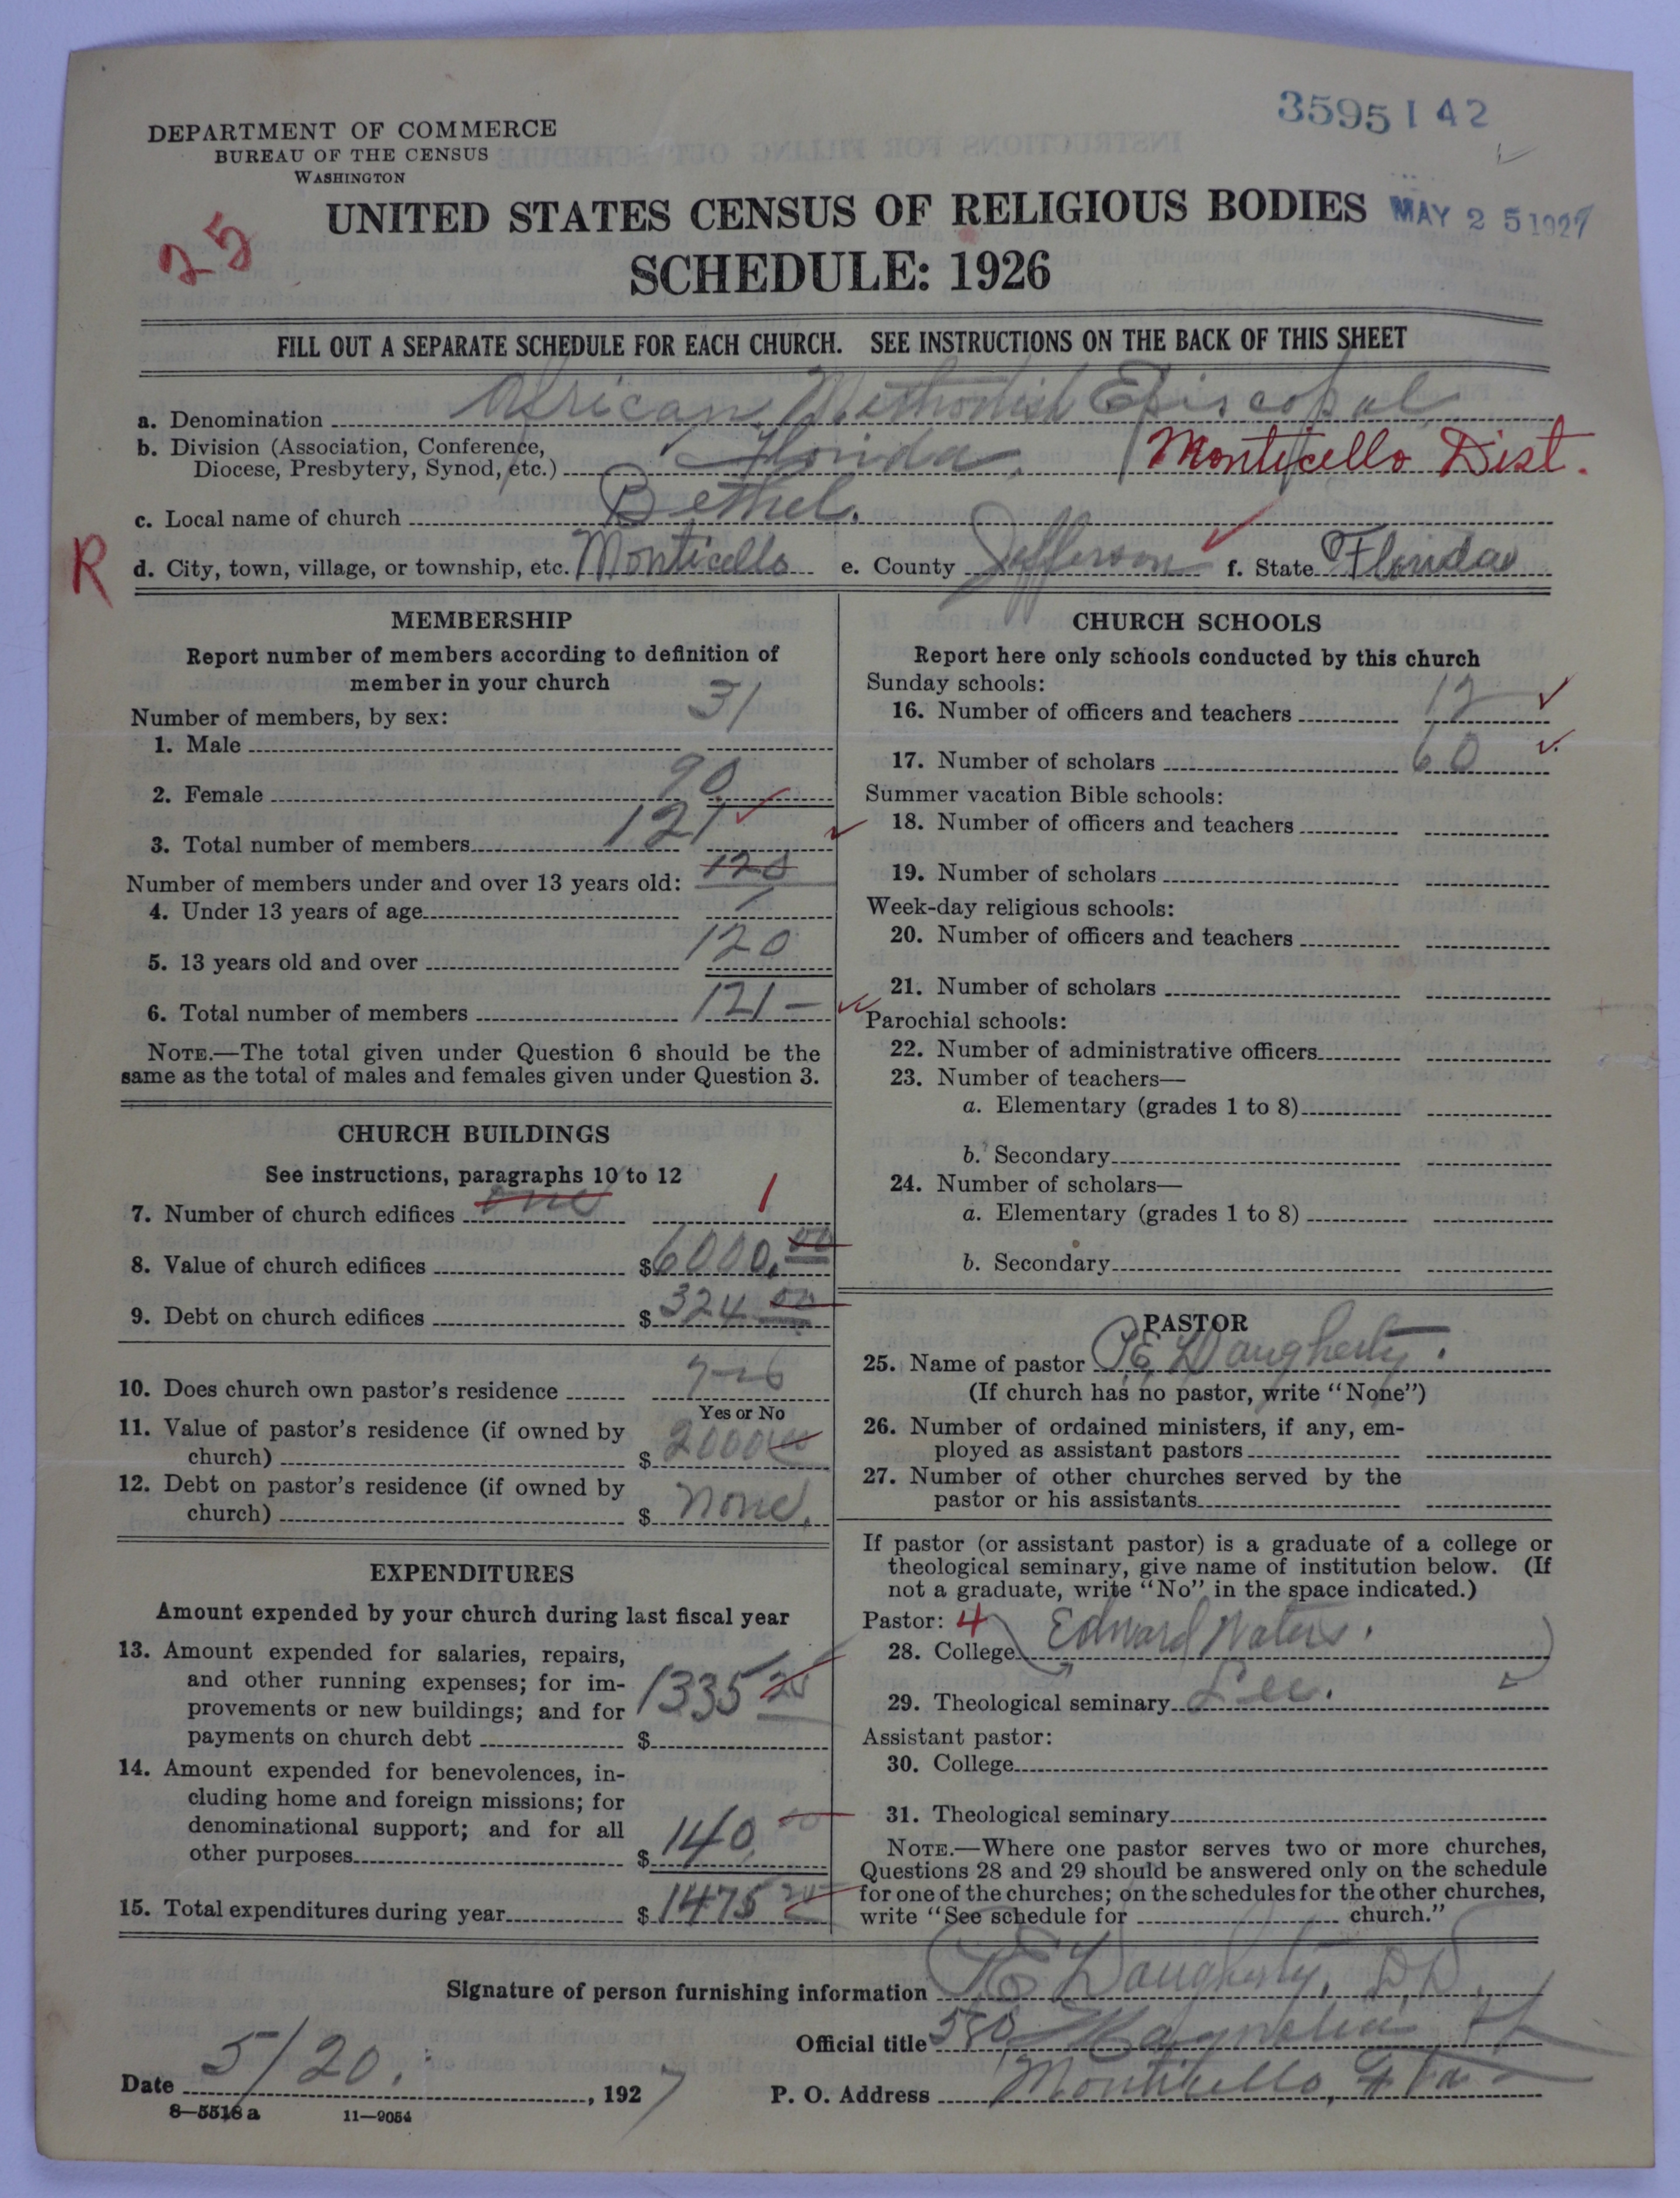 3595 I 42
DEPARTMENT OF COMMERCE
BUREAU OF THE CENSUS
WASHINGTON
UNITED STATES CENSUS OF RELIGIOUS BODIES
MAY 25 1927
25
SCHEDULE: 1926
FILL OUT A SEPARATE SCHEDULE FOR EACH CHURCH. SEE INSTRUCTIONS ON THE BACK OF THIS SHEET
a. Denomination African Methodist Episcopal
b. Division (Association, Conference,
Diocese, Presbytery, Synod, etc.) Florida. Monticello Dist.
c. Local name of church Bethel.
R
d. City, town, village, or township, etc. Monticello e. County Jefferson f. State Florida
MEMBERSHIP
Report number of members according to definition of
member in your church
Number of members, by sex:
1. Male 31
2. Female 90
3. Total number of members 121
Number of members under and over 13 years old: 120
4. Under 13 years of age 1
5. 13 years old and over 120
6. Total number of members 121 –
NOTE.—The total given under Question 6 should be the
same as the total of males and females given under Question 3.
CHURCH BUILDINGS
See instructions, paragraphs 10 to 12
7. Number of church edifices one 1
8. Value of church edifices $6000.00
9. Debt on church edifices $324 00
10. Does church own pastor's residence
Yes or No
11. Value of pastor's residence (if owned by
church) $2000 00
12. Debt on pastor's residence (if owned by
church) $ none.
EXPENDITURES
Amount expended by your church during last fiscal year
13. Amount expended for salaries, repairs,
and other running expenses; for im-
provements or new buildings; and for
payments on church debt $ 1335
14. Amount expended for benevolences, in-
cluding home and foreign missions; for
denominational support; and for all
other purposes $ 140. 00
15. Total expenditures during year $1475
CHURCH SCHOOLS
Report here only schools conducted by this church
Sunday schools:
16. Number of officers and teachers 12
17. Number of scholars 60
Summer vacation Bible schools:
18. Number of officers and teachers
19. Number of scholars
Week-day religious schools:
20. Number of officers and teachers
21. Number of scholars
Parochial schools:
22. Number of administrative officers
23. Number of teachers—
a. Elementary (grades 1 to 8)
b. Secondary
24. Number of scholars—
a. Elementary (grades 1 to 8)
b. Secondary
PASTOR
25. Name of pastor Daugherty.
(If church has no pastor, write "None")
26. Number of ordained ministers, if any, em-
ployed as assistant pastors
27. Number of other churches served by the
pastor or his assistants
If pastor (or assistant pastor) is a graduate of a college or
theological seminary, give name of institution below. (If
not a graduate, write "No" in the space indicated.)
Pastor: 4
28. College Edward Waters.
29. Theological seminary Lee.
Assistant pastor:
30. College
31. Theological seminary
NOTE.—Where one pastor serves two or more churches,
Questions 28 and 29 should be answered only on the schedule
for one of the churches; on the schedules for the other churches,
write "See schedule for church."
Signature of person furnishing information Daugherty, D.D.
Official title 580 Magnolia
Date 5/20. , 1927 P. O. Address Monticello, Fla
8—5518 a 11—9054